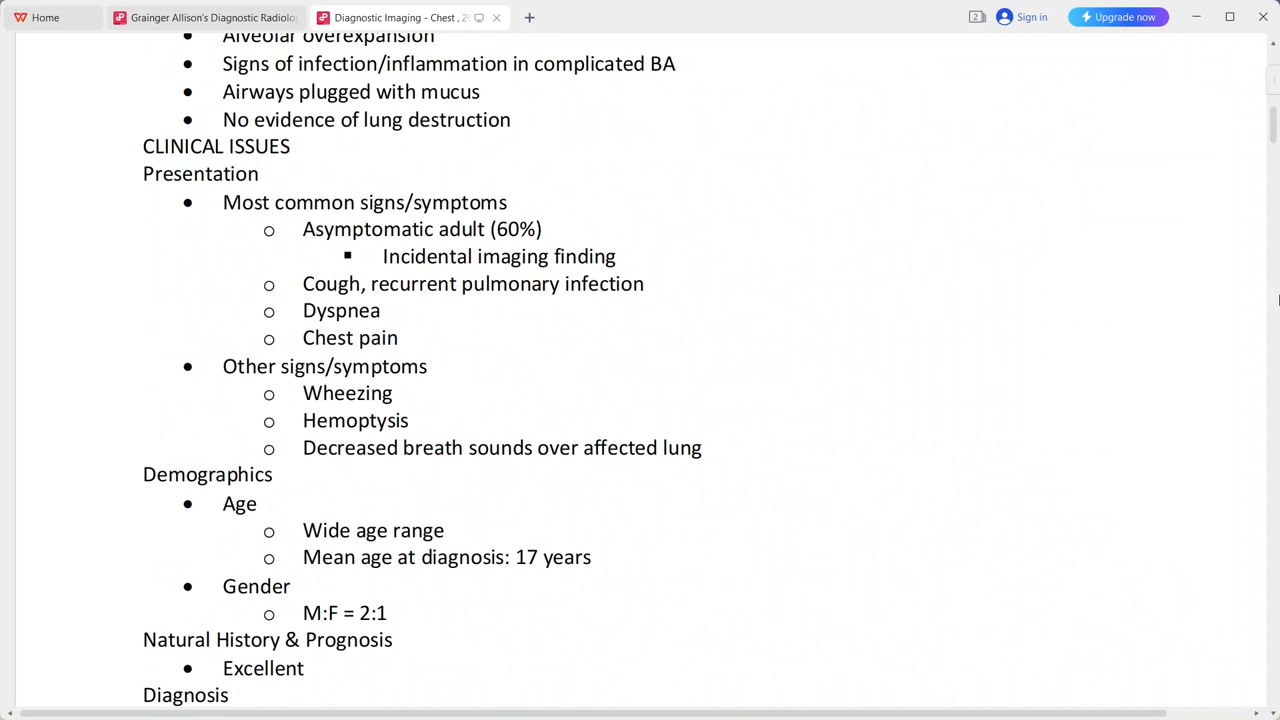 Home
Grainger Allison's Diagnostic Radiolo
Diagnostic Imaging - Chest , 2
2
Sign in
Upgrade now
• Alveolar overexpansion
• Signs of infection/inflammation in complicated BA
• Airways plugged with mucus
• No evidence of lung destruction
CLINICAL ISSUES
Presentation
• Most common signs/symptoms
o Asymptomatic adult (60%)
▪ Incidental imaging finding
o Cough, recurrent pulmonary infection
o Dyspnea
o Chest pain
• Other signs/symptoms
o Wheezing
o Hemoptysis
o Decreased breath sounds over affected lung
Demographics
• Age
o Wide age range
o Mean age at diagnosis: 17 years
• Gender
o M:F = 2:1
Natural History & Prognosis
• Excellent
Diagnosis